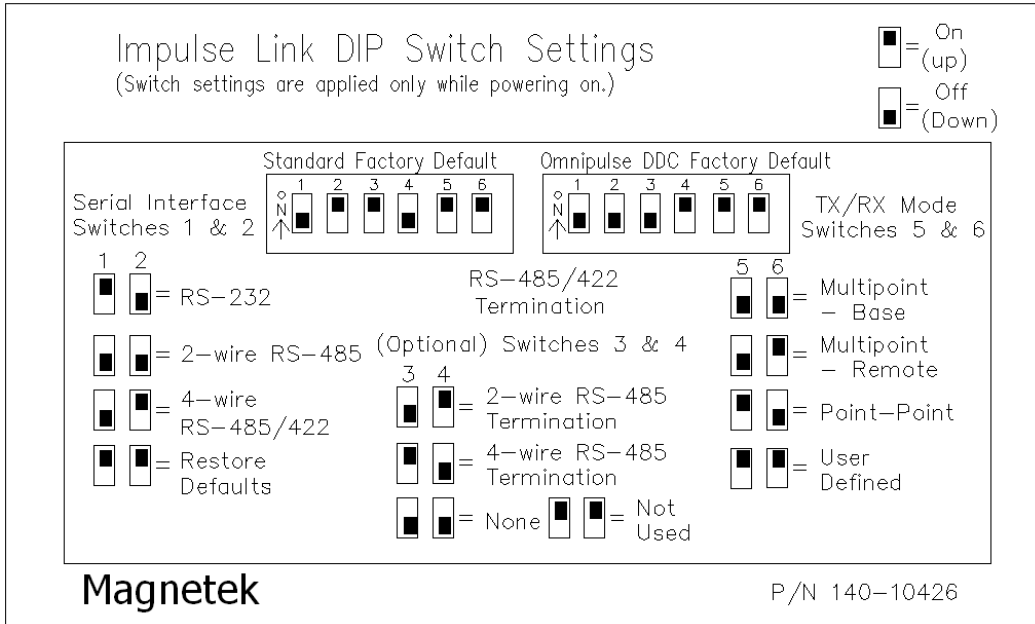 Impulse Link DIP Switch Settings
(Switch settings are applied only while powering on.)
= On
(up)
= Off
(Down)
Standard Factory Default
1 2 3 4 5 6
ON
Omnipulse DDC Factory Default
1 2 3 4 5 6
ON
Serial Interface
Switches 1 & 2
1 2
= RS-232
= 2-wire RS-485
= 4-wire
RS-485/422
= Restore
Defaults
RS-485/422
Termination
(Optional) Switches 3 & 4
3 4
= 2-wire RS-485
Termination
= 4-wire RS-485
Termination
= None
= Not
Used
TX/RX Mode
Switches 5 & 6
5 6
= Multipoint
- Base
= Multipoint
- Remote
= Point-Point
= User
Defined
Magnetek
P/N 140-10426